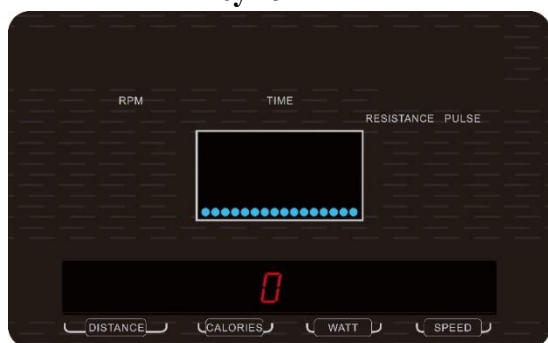 RPM TIME
RESISTANCE PULSE
0
DISTANCE CALORIES WATT SPEED